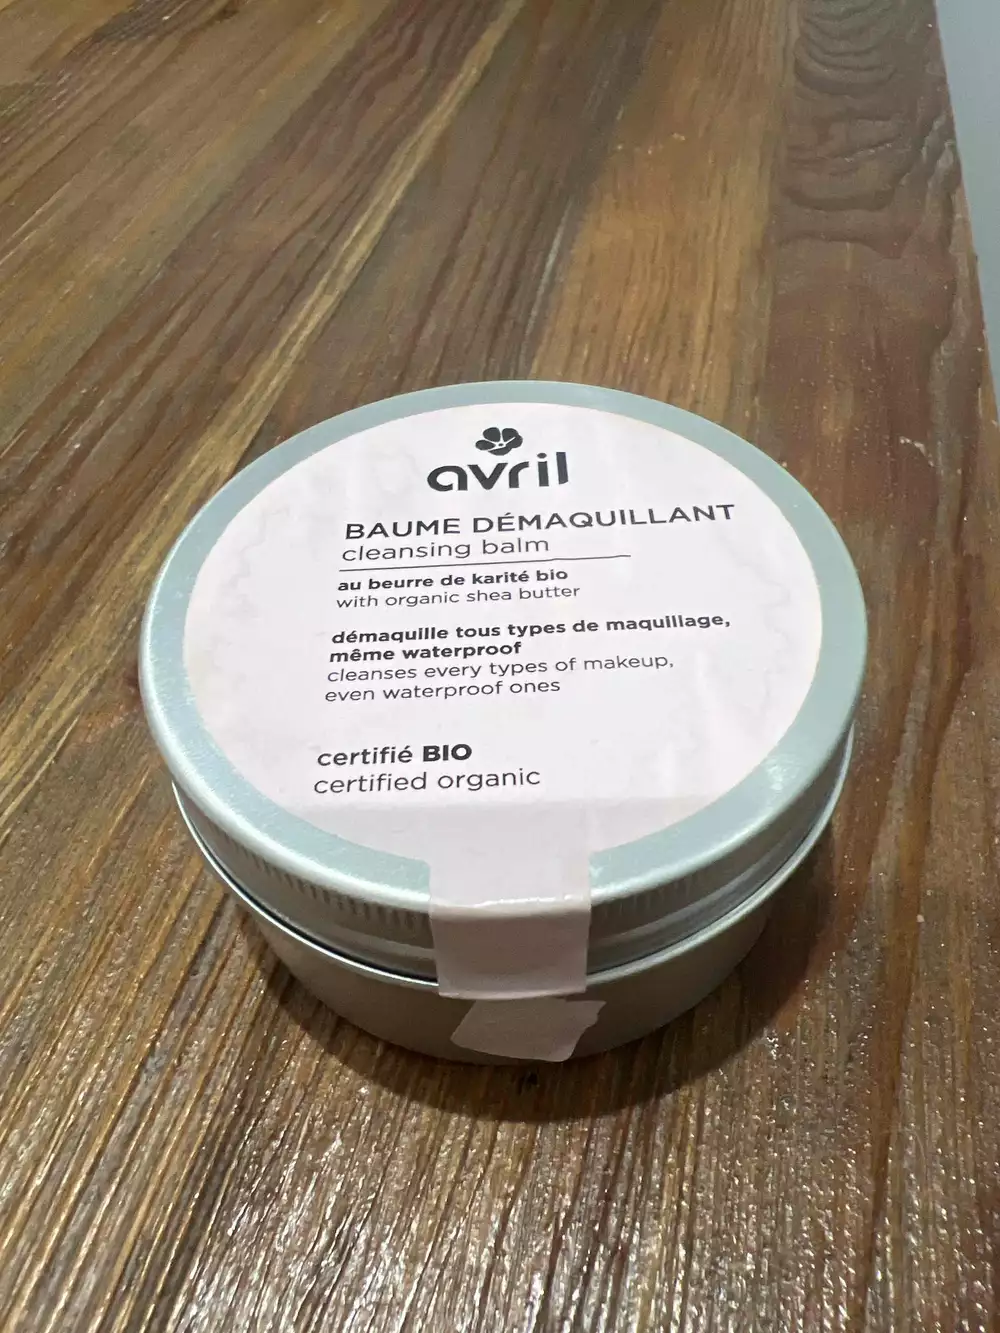 avril
BAUME DÉMAQUILLANT
cleansing balm
au beurre de karité bio
with organic shea butter
démaquille tous types de maquillage,
même waterproof
cleanses every types of makeup,
even waterproof ones
certifié BIO
certified organic